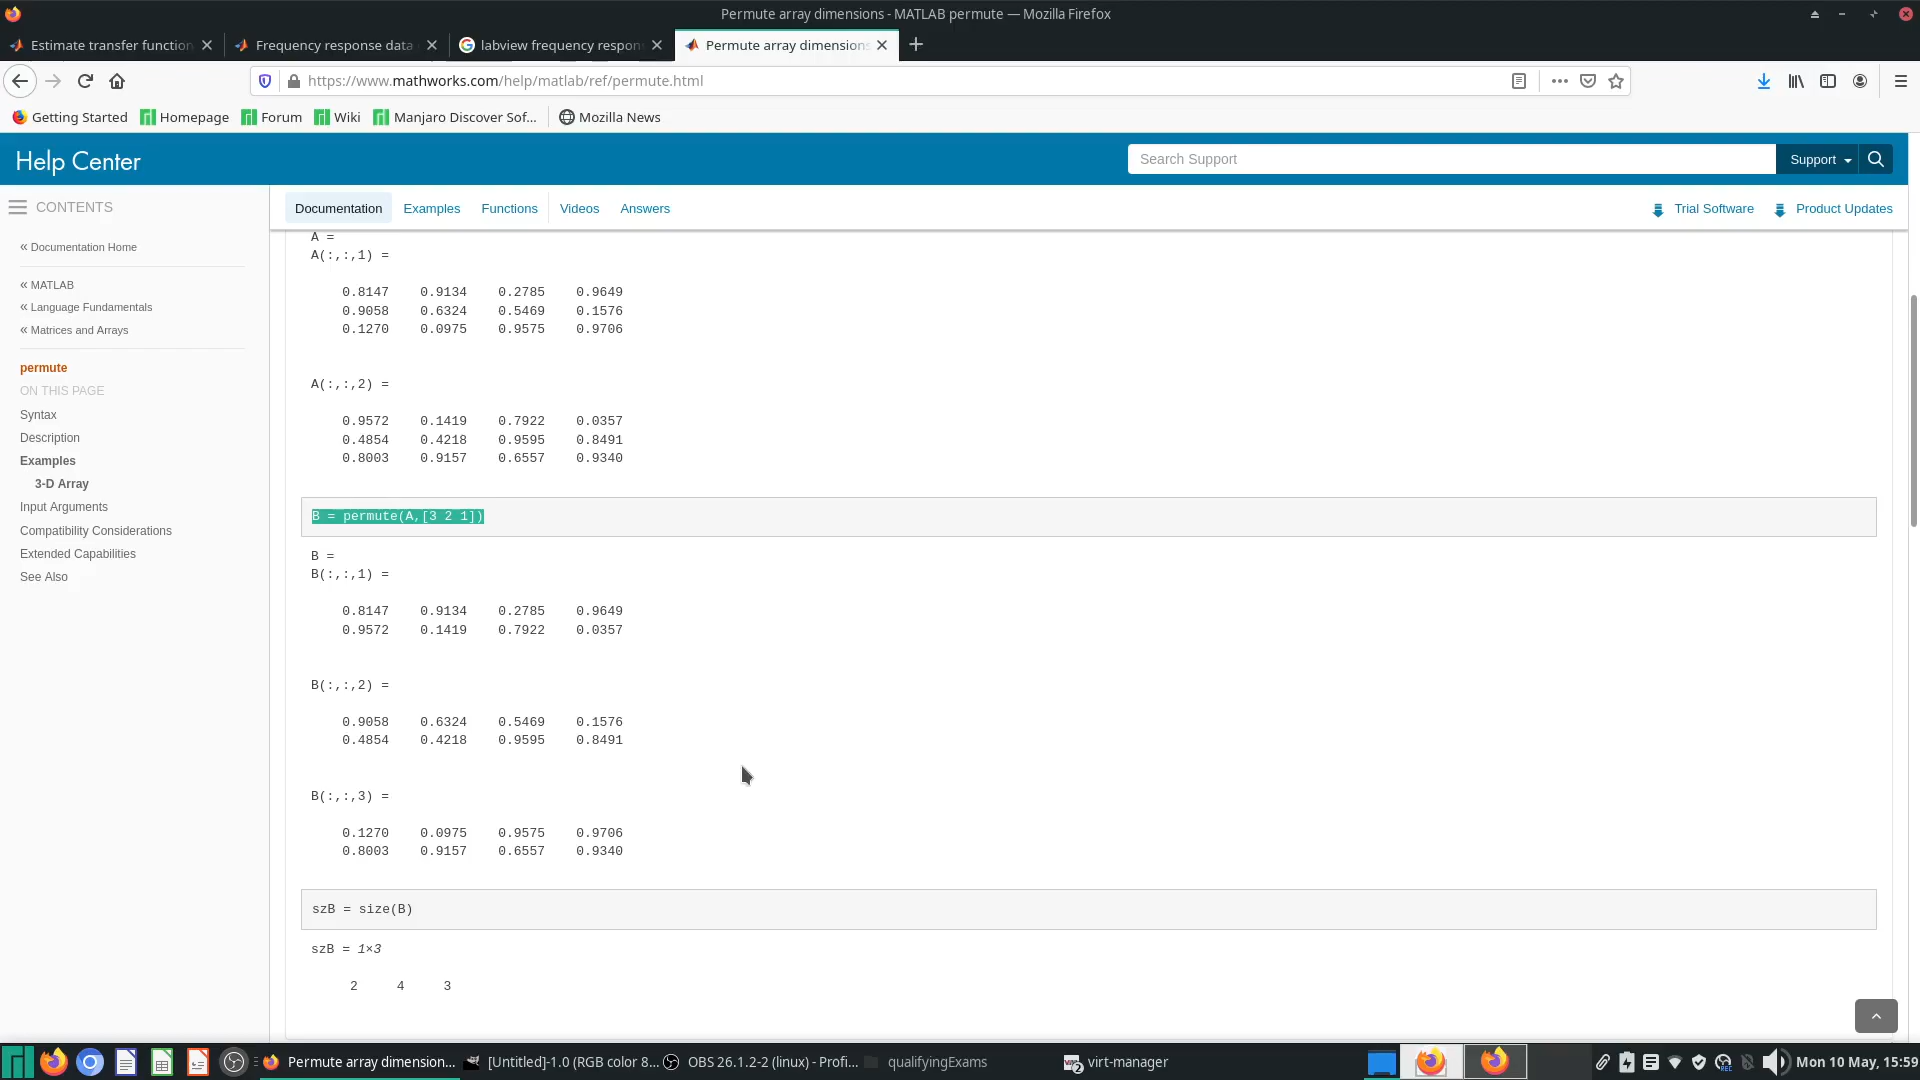 Permute array dimensions - MATLAB permute — Mozilla Firefox
Estimate transfer function
Frequency response data
labview frequency respon
Permute array dimensions
https://www.mathworks.com/help/matlab/ref/permute.html
Getting Started Homepage Forum Wiki Manjaro Discover Sof... Mozilla News
Help Center
Search Support
Support
CONTENTS
Documentation Examples Functions Videos Answers
Trial Software Product Updates
« Documentation Home
« MATLAB
« Language Fundamentals
« Matrices and Arrays
permute
ON THIS PAGE
Syntax
Description
Examples
3-D Array
Input Arguments
Compatibility Considerations
Extended Capabilities
See Also
A =
A(:,:,1) =
0.8147 0.9134 0.2785 0.9649
0.9058 0.6324 0.5469 0.1576
0.1270 0.0975 0.9575 0.9706
A(:,:,2) =
0.9572 0.1419 0.7922 0.0357
0.4854 0.4218 0.9595 0.8491
0.8003 0.9157 0.6557 0.9340
B = permute(A,[3 2 1])
B =
B(:,:,1) =
0.8147 0.9134 0.2785 0.9649
0.9572 0.1419 0.7922 0.0357
B(:,:,2) =
0.9058 0.6324 0.5469 0.1576
0.4854 0.4218 0.9595 0.8491
B(:,:,3) =
0.1270 0.0975 0.9575 0.9706
0.8003 0.9157 0.6557 0.9340
szB = size(B)
szB = 1×3
2 4 3
Permute array dimension... [Untitled]-1.0 (RGB color 8... OBS 26.1.2-2 (linux) - Profi... qualifyingExams 2 virt-manager REC Mon 10 May, 15:59